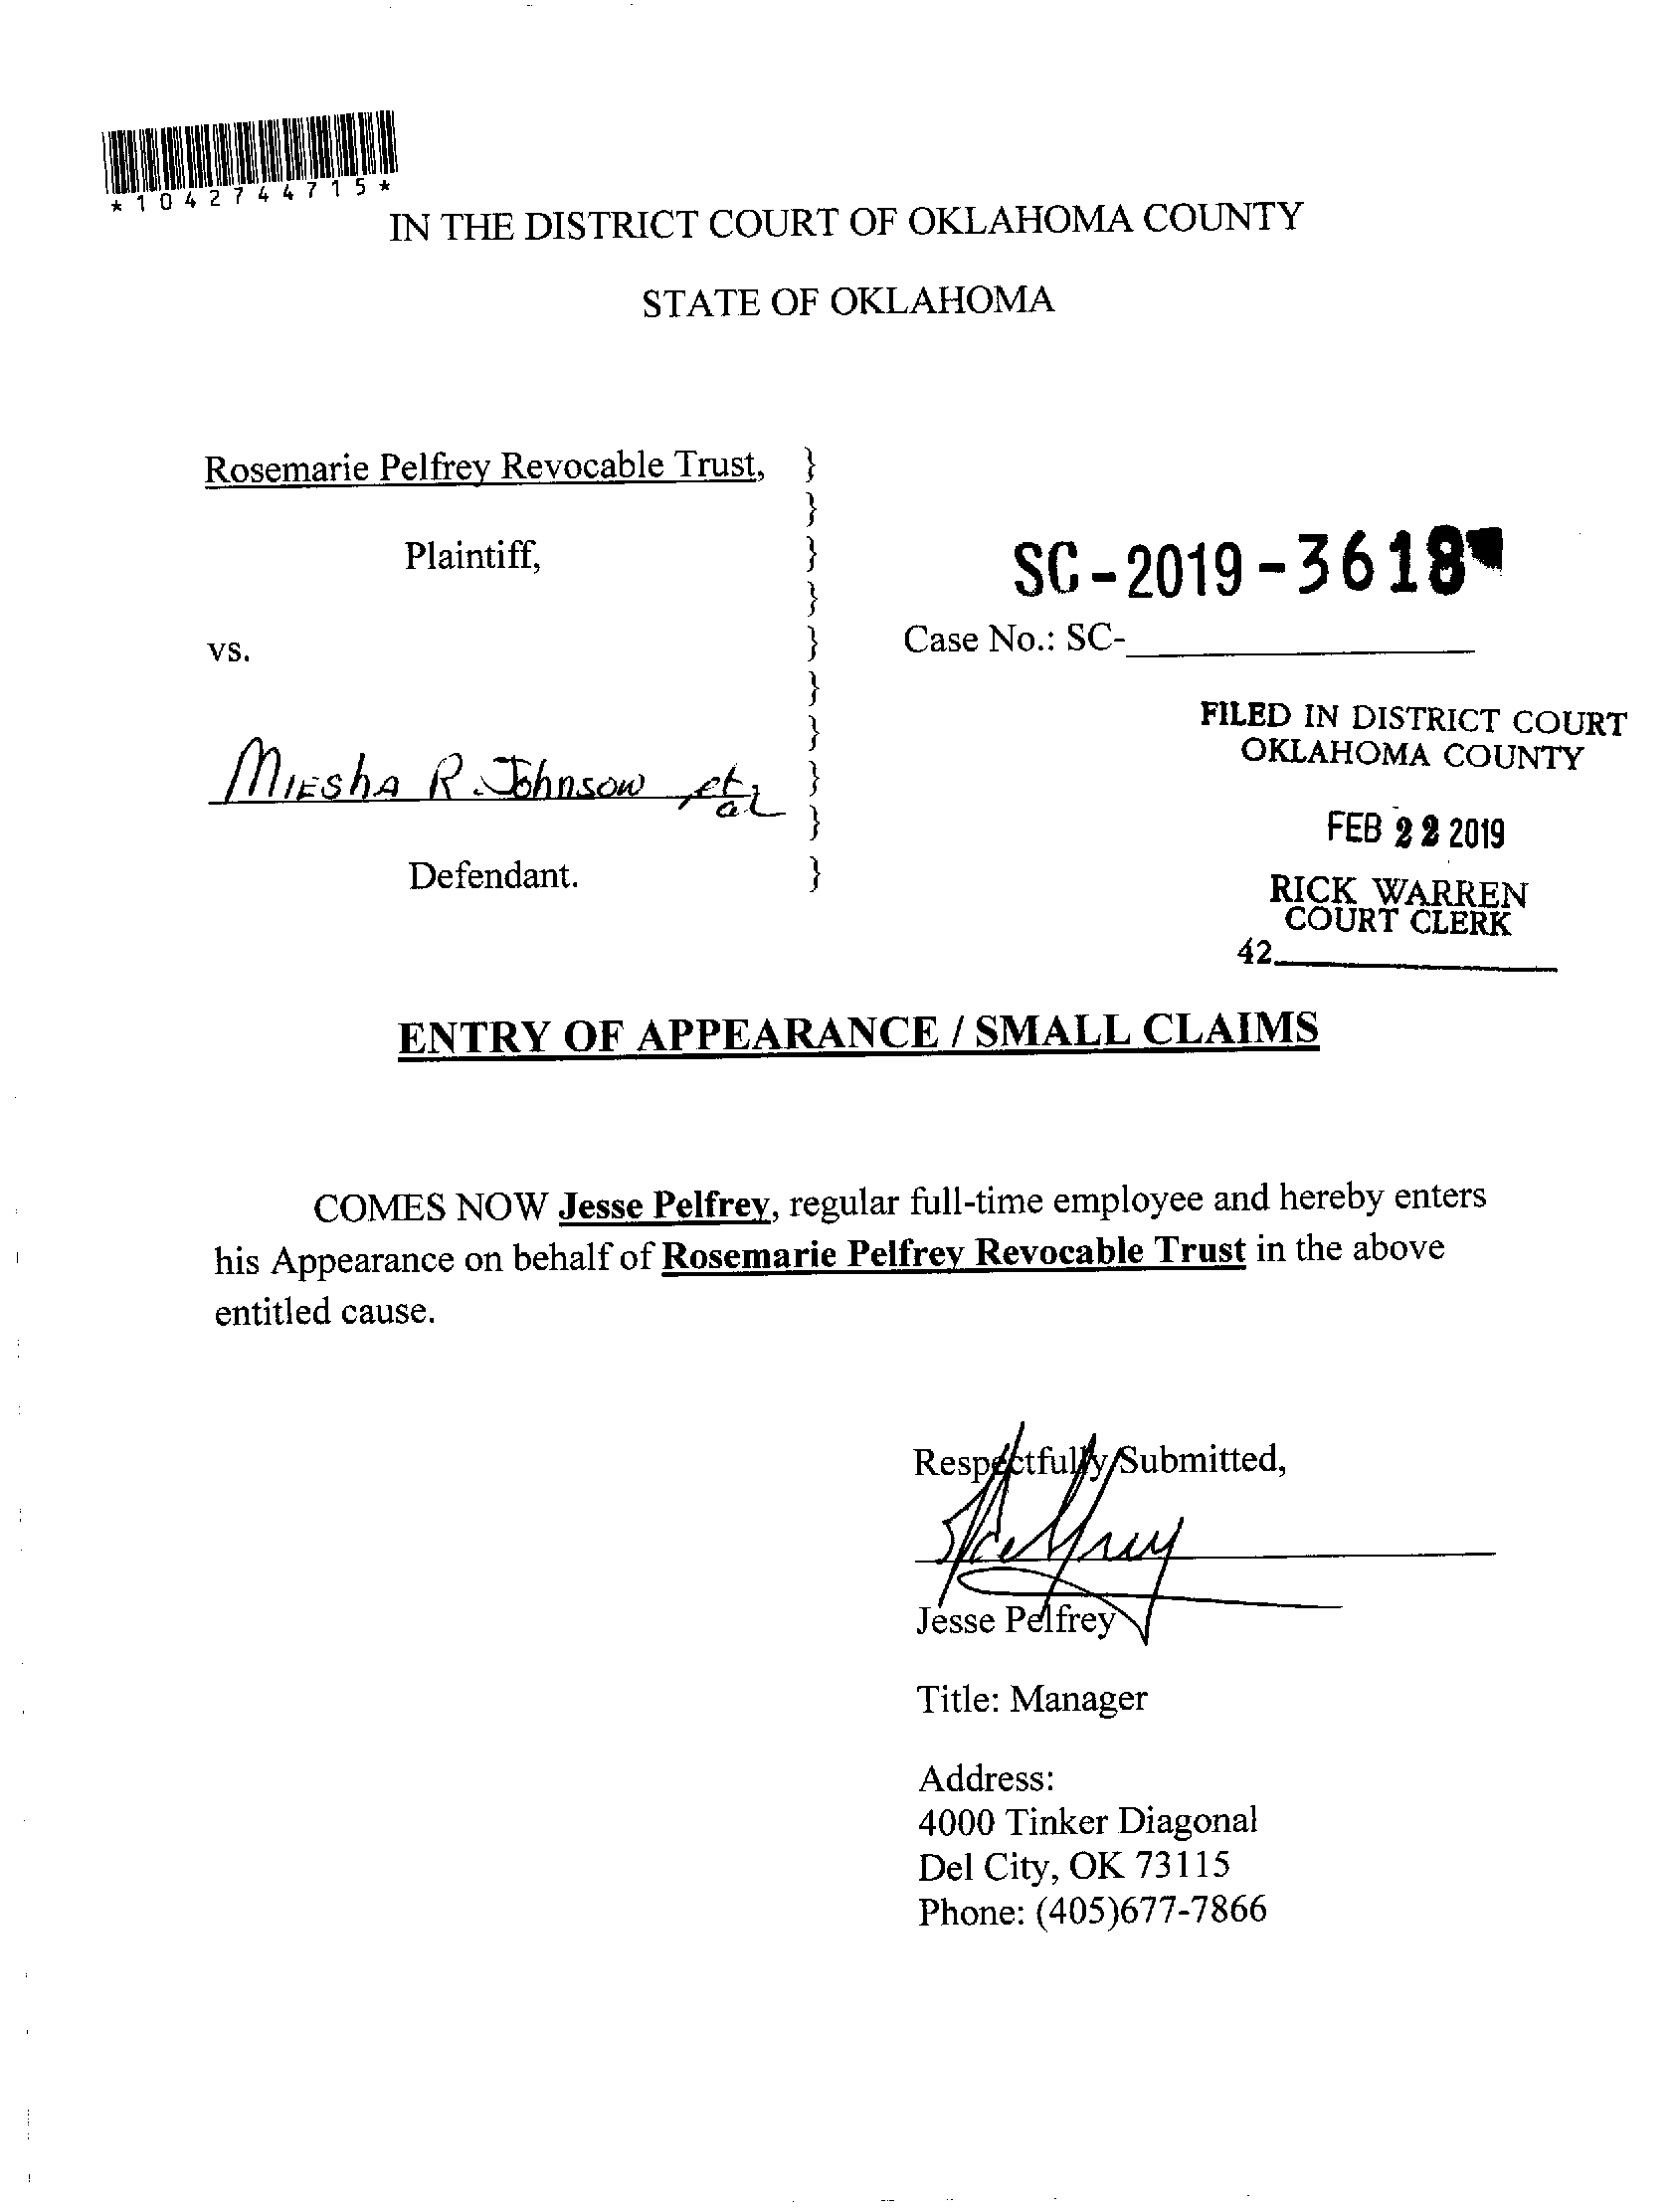 *1042744715*
IN THE DISTRICT COURT OF OKLAHOMA COUNTY
STATE OF OKLAHOMA
Rosemarie Pelfrey Revocable Trust, }
}
Plaintiff, }
}
vs. }
}
}
Miesha R. Johnson et al }
}
Defendant. }
SC-2019-3618
Case No.: SC-
FILED IN DISTRICT COURT
OKLAHOMA COUNTY
FEB 22 2019
RICK WARREN
COURT CLERK
42
ENTRY OF APPEARANCE / SMALL CLAIMS
COMES NOW Jesse Pelfrey, regular full-time employee and hereby enters
his Appearance on behalf of Rosemarie Pelfrey Revocable Trust in the above
entitled cause.
Respectfully Submitted,
JPelfrey
Jesse Pelfrey
Title: Manager
Address:
4000 Tinker Diagonal
Del City, OK 73115
Phone: (405)677-7866